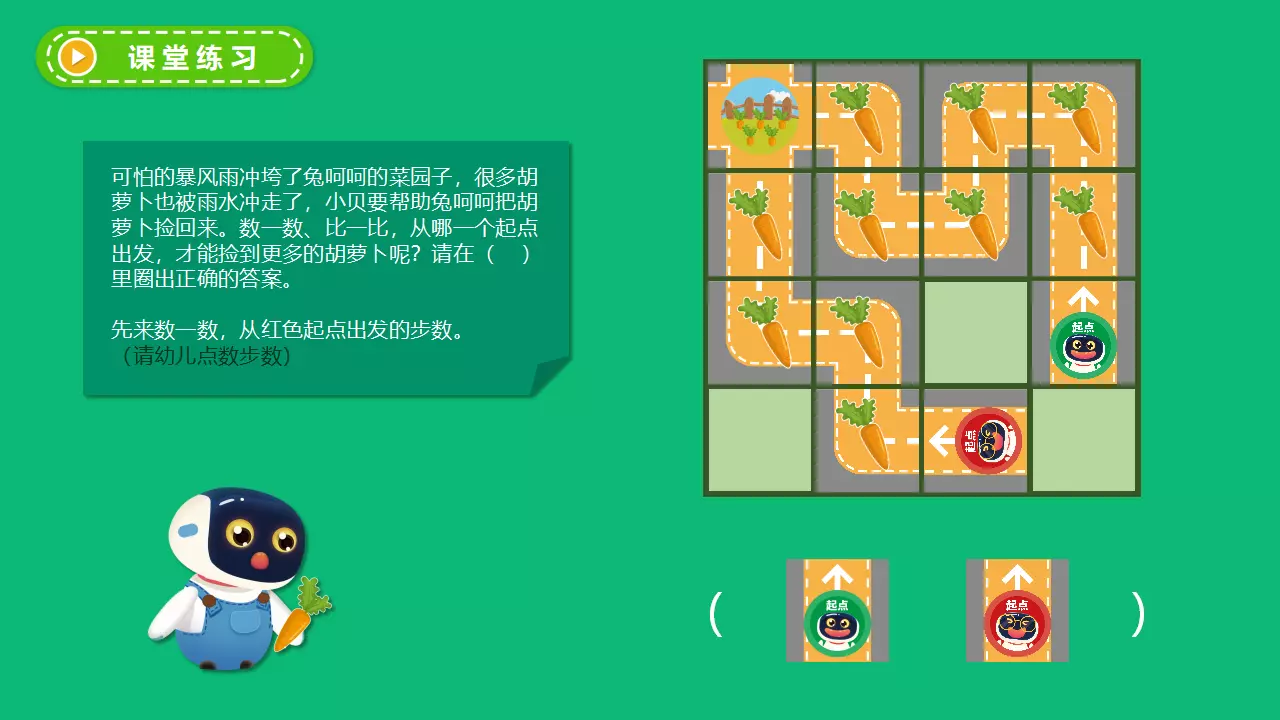 课堂练习
可怕的暴风雨冲垮了兔呵呵的菜园子，很多胡
萝卜也被雨水冲走了，小贝要帮助兔呵呵把胡
萝卜捡回来。数一数、比一比，从哪一个起点
出发，才能捡到更多的胡萝卜呢？请在（　）
里圈出正确的答案。
先来数一数，从红色起点出发的步数。
（请幼儿点数步数）
起点
起点
（　起点　起点　）